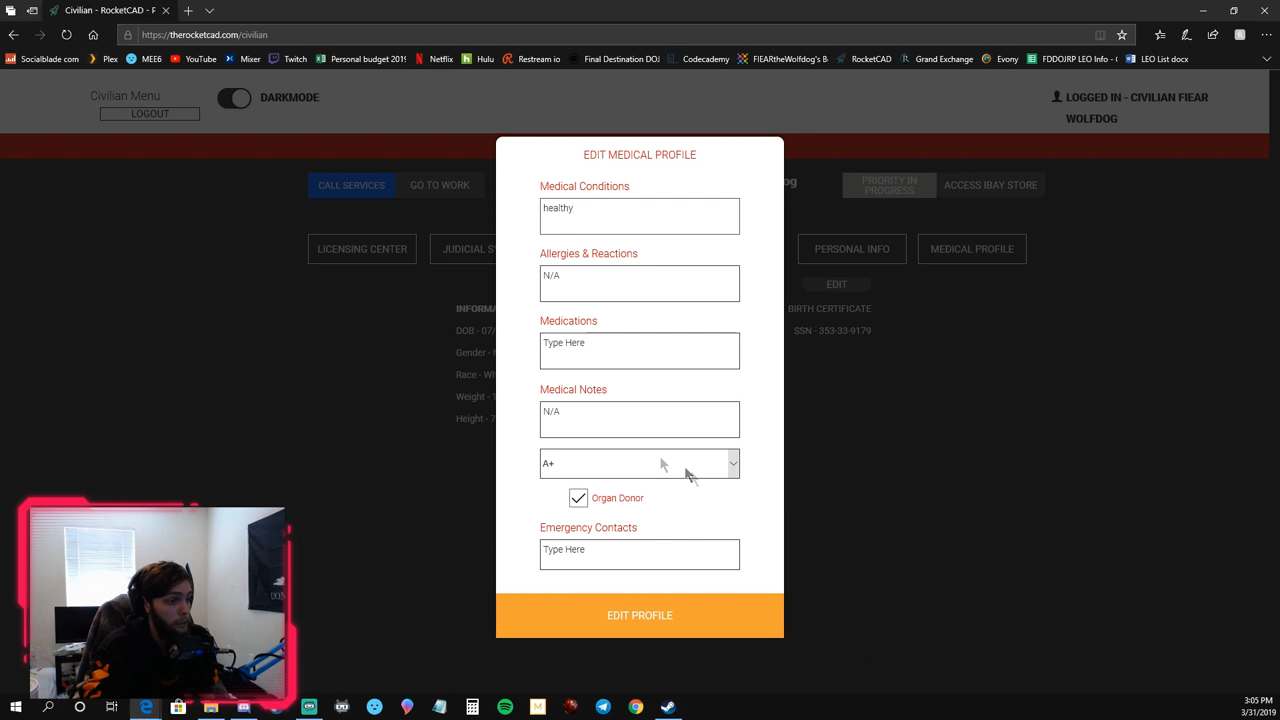 Civilian - RocketCAD - F
https://therocketcad.com/civilian
Socialblade.com Plex MEE6 YouTube Mixer Twitch Personal budget 2019 Netflix Hulu Restream io Final Destination DOJ Codecademy FIEARtheWolfdog's B RocketCAD Grand Exchange Evony FDDOJRP LEO Info - LEO List docx
Civilian Menu
LOGOUT
DARKMODE
LOGGED IN - CIVILIAN FIEAR
WOLFDOG
CALL SERVICES
GO TO WORK
og
PRIORITY IN
PROGRESS
ACCESS IBAY STORE
LICENSING CENTER
JUDICIAL S
PERSONAL INFO
MEDICAL PROFILE
EDIT
INFORMA
BIRTH CERTIFICATE
DOB - 07/
SSN - 353-33-9179
Gender -
Race - Wh
Weight - 1
Height - 7
EDIT MEDICAL PROFILE
Medical Conditions
healthy
Allergies & Reactions
N/A
Medications
Type Here
Medical Notes
N/A
A+
Organ Donor
Emergency Contacts
Type Here
EDIT PROFILE
3:05 PM
3/31/2019